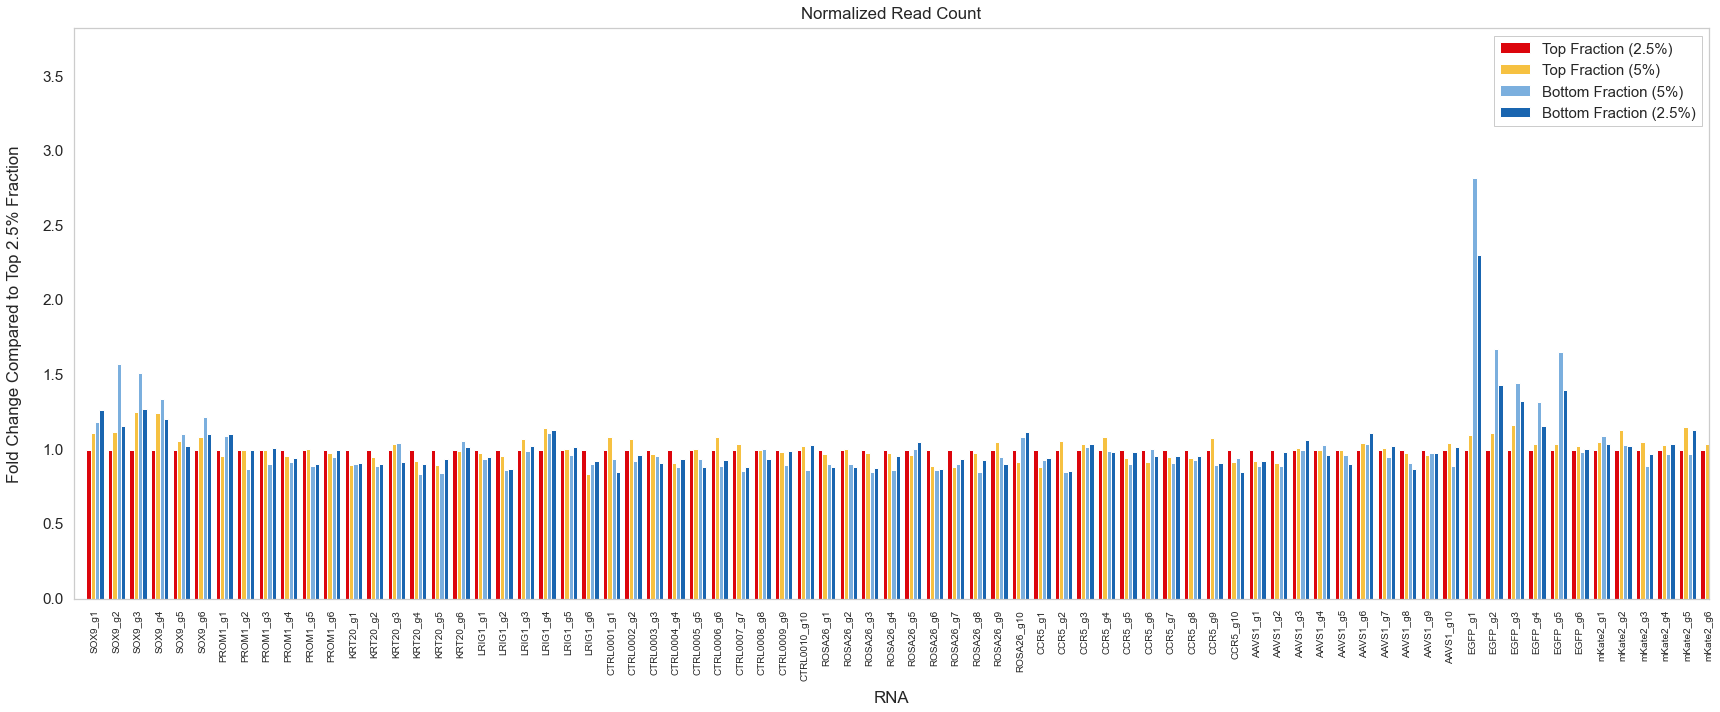 Normalized Read Count
Fold Change Compared to Top 2.5% Fraction
3.5
3.0
2.5
2.0
1.5
1.0
0.5
0.0
Top Fraction (2.5%)
Top Fraction (5%)
Bottom Fraction (5%)
Bottom Fraction (2.5%)
SOX9_g1
SOX9_g2
SOX9_g3
SOX9_g4
SOX9_g5
SOX9_g6
PROM1_g1
PROM1_g2
PROM1_g3
PROM1_g4
PROM1_g5
PROM1_g6
KRT20_g1
KRT20_g2
KRT20_g3
KRT20_g4
KRT20_g5
KRT20_g6
LRIG1_g1
LRIG1_g2
LRIG1_g3
LRIG1_g4
LRIG1_g5
LRIG1_g6
CTRL0001_g1
CTRL0002_g2
CTRL0003_g3
CTRL0004_g4
CTRL0005_g5
CTRL0006_g6
CTRL0007_g7
CTRL0008_g8
CTRL0009_g9
CTRL0010_g10
ROSA26_g1
ROSA26_g2
ROSA26_g3
ROSA26_g4
ROSA26_g5
ROSA26_g6
ROSA26_g7
ROSA26_g8
ROSA26_g9
ROSA26_g10
CCR5_g1
CCR5_g2
CCR5_g3
CCR5_g4
CCR5_g5
CCR5_g6
CCR5_g7
CCR5_g8
CCR5_g9
CCR5_g10
AAVS1_g1
AAVS1_g2
AAVS1_g3
AAVS1_g4
AAVS1_g5
AAVS1_g6
AAVS1_g7
AAVS1_g8
AAVS1_g9
AAVS1_g10
EGFP_g1
EGFP_g2
EGFP_g3
EGFP_g4
EGFP_g5
EGFP_g6
mKate2_g1
mKate2_g2
mKate2_g3
mKate2_g4
mKate2_g5
mKate2_g6
RNA